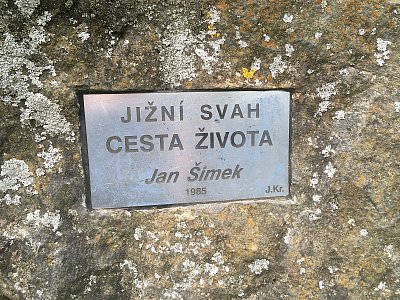 JIŽNÍ SVAH
CESTA ŽIVOTA
Jan Šimek
1985 J.Kr.